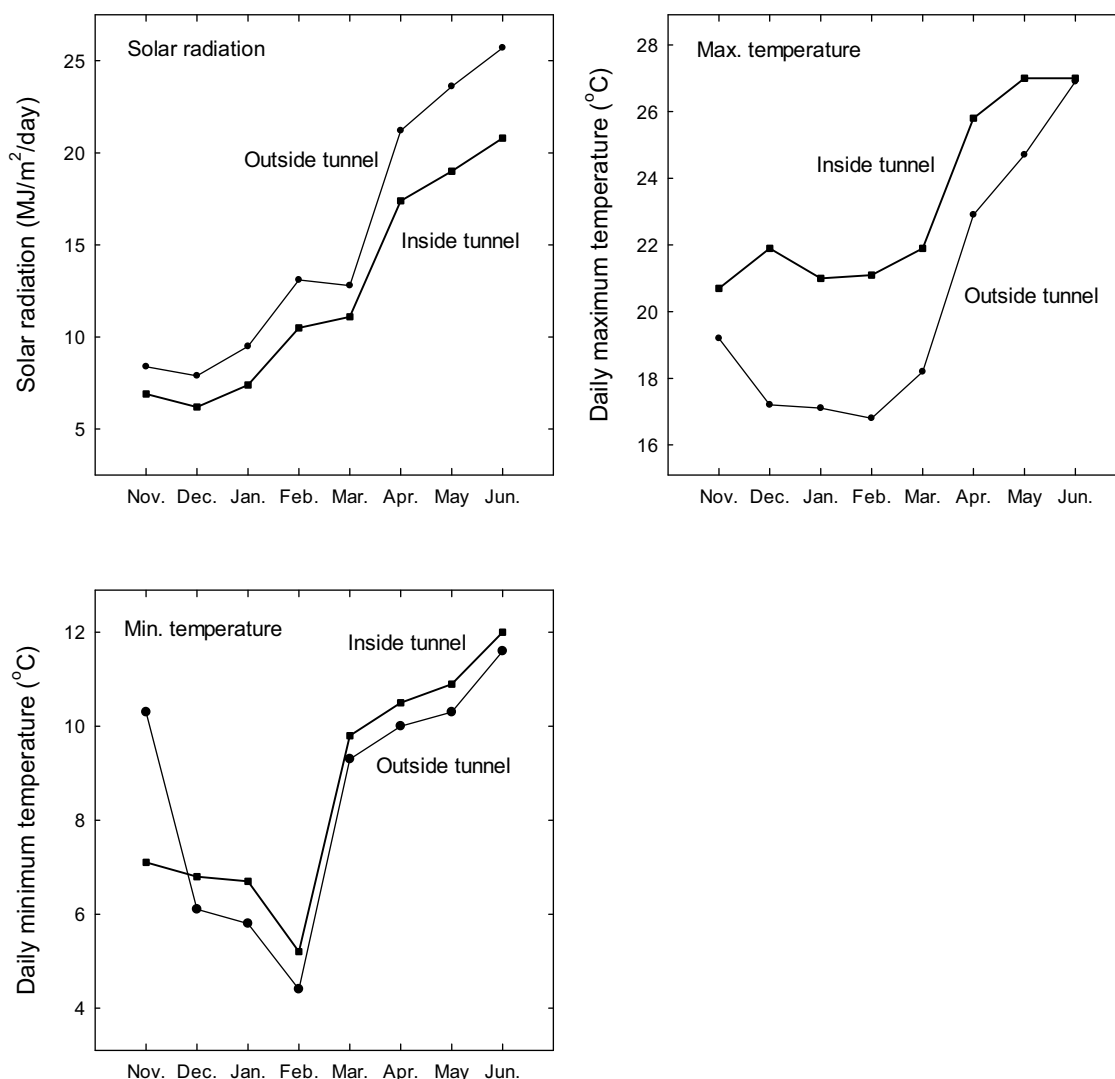 Solar radiation
Solar radiation (MJ/m²/day)
25
20
15
10
5
Outside tunnel
Inside tunnel
Nov. Dec. Jan. Feb. Mar. Apr. May Jun.
Max. temperature
Daily maximum temperature (°C)
28
26
24
22
20
18
16
Inside tunnel
Outside tunnel
Nov. Dec. Jan. Feb. Mar. Apr. May Jun.
Min. temperature
Daily minimum temperature (°C)
12
10
8
6
4
Inside tunnel
Outside tunnel
Nov. Dec. Jan. Feb. Mar. Apr. May Jun.